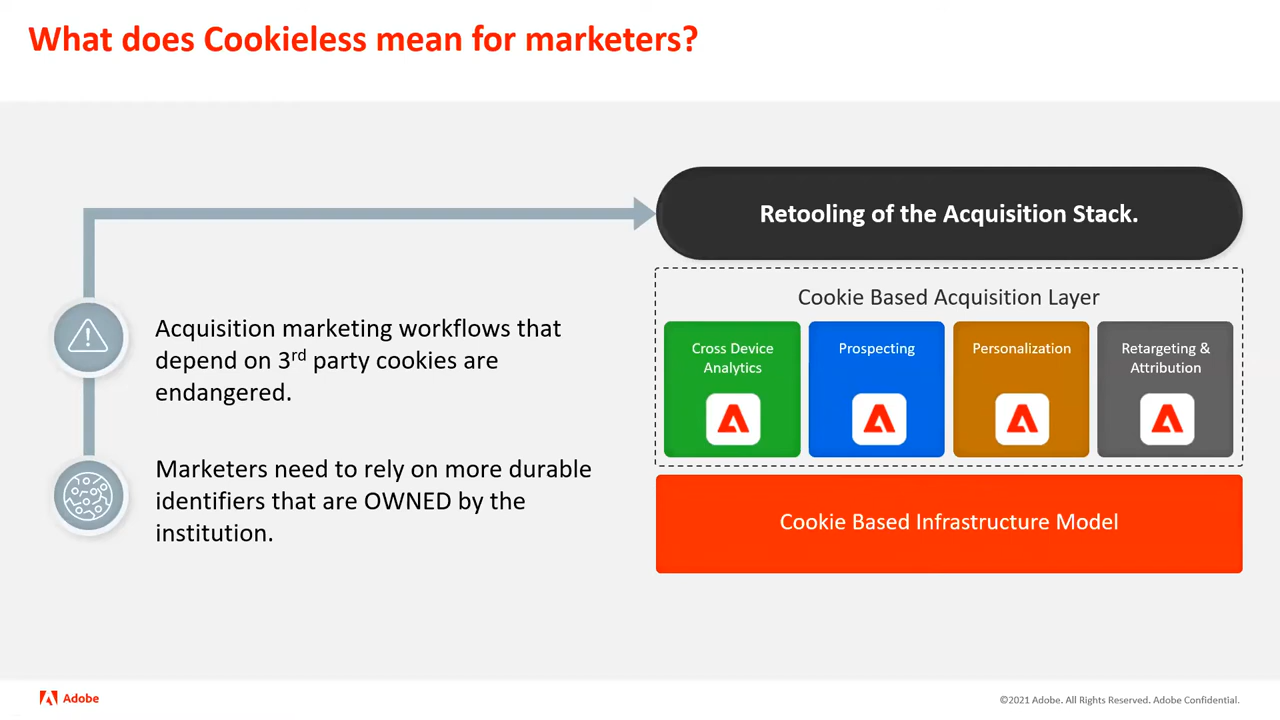 What does Cookieless mean for marketers?
Acquisition marketing workflows that
depend on 3rd party cookies are
endangered.
Marketers need to rely on more durable
identifiers that are OWNED by the
institution.
Retooling of the Acquisition Stack.
Cookie Based Acquisition Layer
Cross Device
Analytics
Prospecting
Personalization
Retargeting &
Attribution
Cookie Based Infrastructure Model
Adobe
©2021 Adobe. All Rights Reserved. Adobe Confidential.